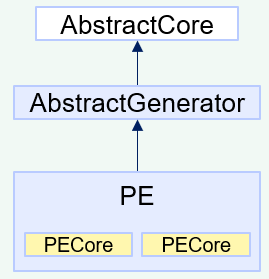 AbstractCore
AbstractGenerator
PE
PECore PECore